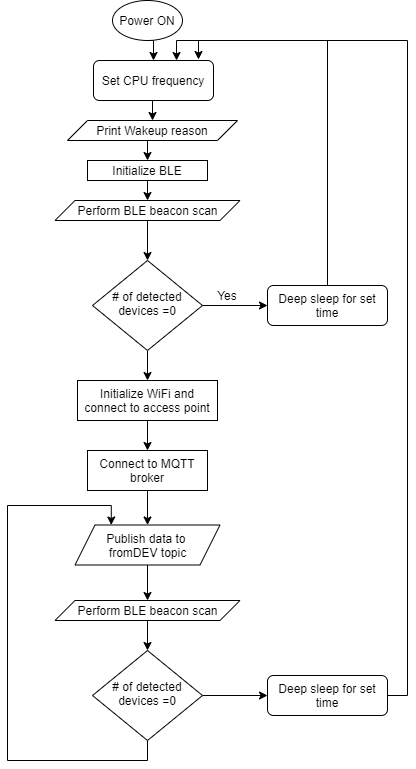 Power ON
Set CPU frequency
Print Wakeup reason
Initialize BLE
Perform BLE beacon scan
# of detected
devices =0
Yes
Deep sleep for set
time
Initialize WiFi and
connect to access point
Connect to MQTT
broker
Publish data to
fromDEV topic
Perform BLE beacon scan
# of detected
devices =0
Deep sleep for set
time